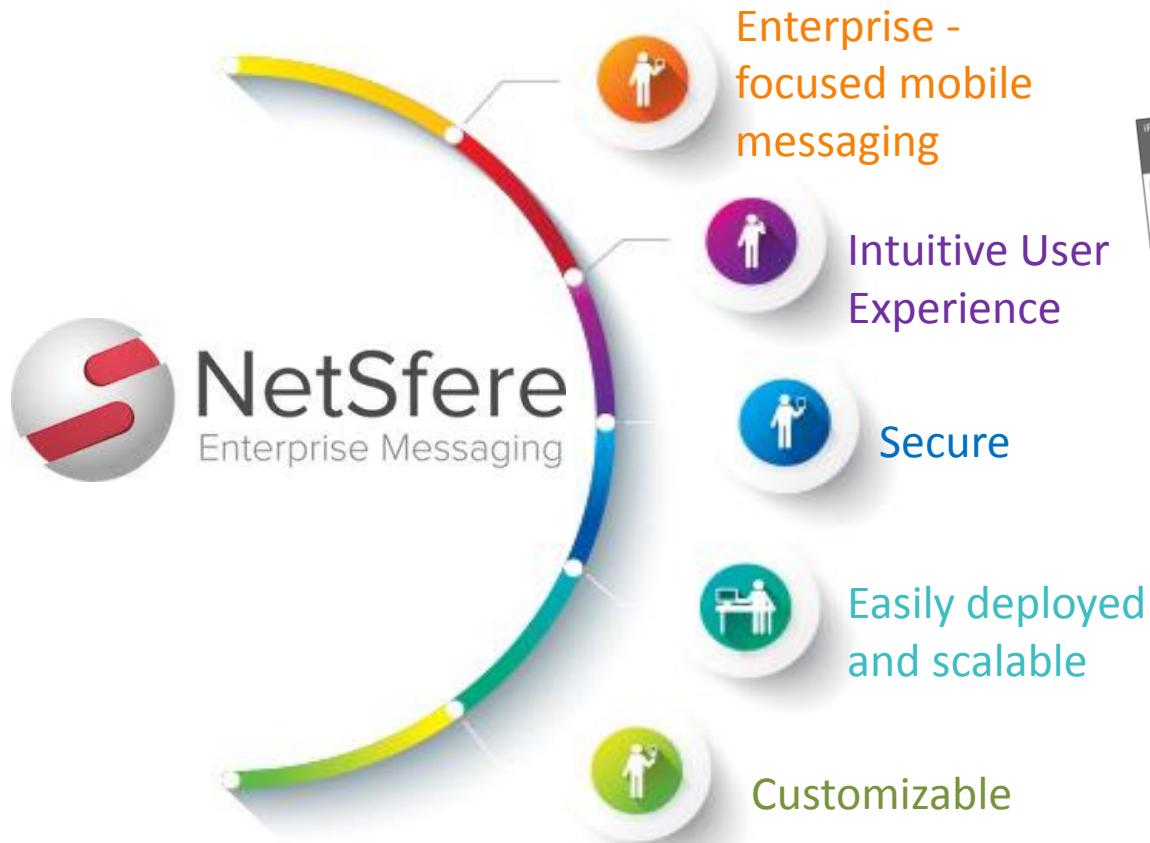 Enterprise -
focused mobile
messaging
Intuitive User
Experience
NetSfere
Enterprise Messaging
Secure
Easily deployed
and scalable
Customizable